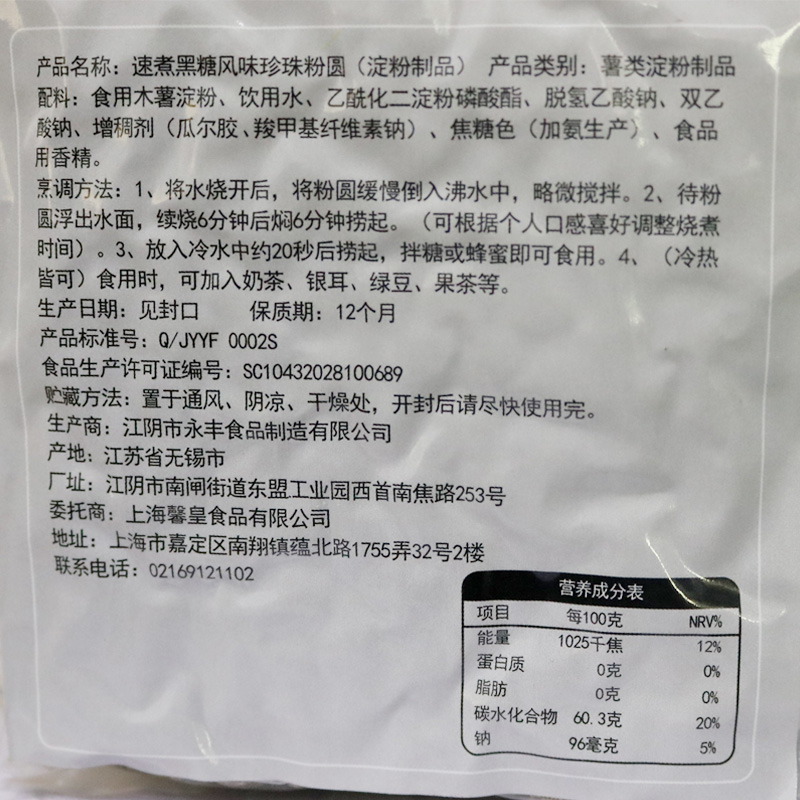 产品名称：速煮黑糖风味珍珠粉圆（淀粉制品） 产品类别：薯类淀粉制品
配料：食用木薯淀粉、饮用水、乙酰化二淀粉磷酸酯、脱氢乙酸钠、双乙
酸钠、增稠剂（瓜尔胶、羧甲基纤维素钠）、焦糖色（加氨生产）、食品
用香精。
烹调方法：1、将水烧开后，将粉圆缓慢倒入沸水中，略微搅拌。2、待粉
圆浮出水面，续烧6分钟后焖6分钟捞起。（可根据个人口感喜好调整烧煮
时间）。3、放入冷水中约20秒后捞起，拌糖或蜂蜜即可食用。4、（冷热
皆可）食用时，可加入奶茶、银耳、绿豆、果茶等。
生产日期：见封口 保质期：12个月
产品标准号：Q/JYYF 0002S
食品生产许可证编号：SC10432028100689
贮藏方法：置于通风、阴凉、干燥处，开封后请尽快使用完。
生产商：江阴市永丰食品制造有限公司
产地：江苏省无锡市
厂址：江阴市南闸街道东盟工业园西首南焦路253号
委托商：上海馨皇食品有限公司
地址：上海市嘉定区南翔镇蕴北路1755弄32号2楼
联系电话：02169121102
营养成分表
项目 每100克 NRV%
能量 1025千焦 12%
蛋白质 0克 0%
脂肪 0克 0%
碳水化合物 60.3克 20%
钠 96毫克 5%